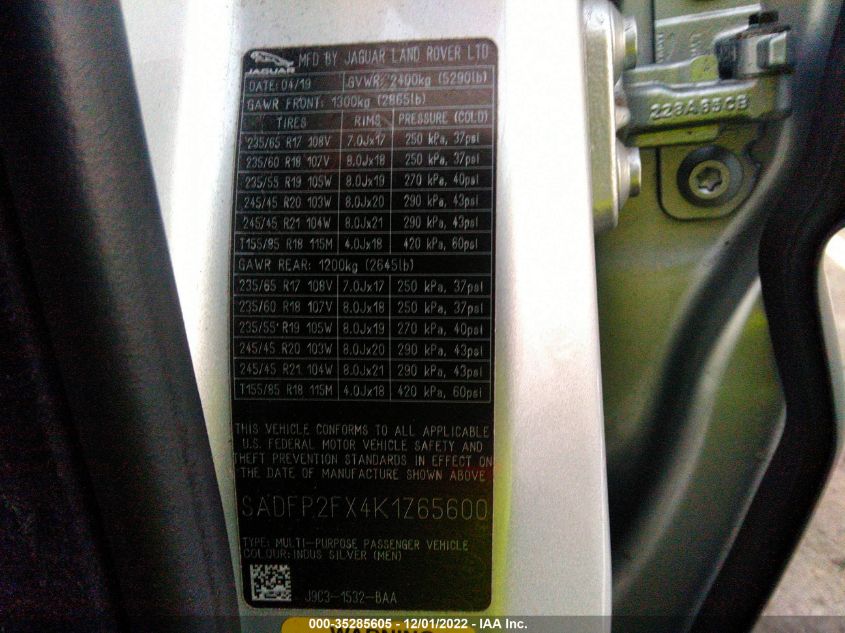 JAGUAR
MFD BY JAGUAR LAND ROVER LTD
DATE: 04/19 GVWR: 2400kg (5290lb)
GAWR FRONT: 1300kg (2865lb)
TIRES RIMS PRESSURE (COLD)
235/65 R17 108V 7.0Jx17 250 kPa, 37psi
235/60 R18 107V 8.0Jx18 250 kPa, 37psi
235/55 R19 105W 8.0Jx19 270 kPa, 40psi
245/45 R20 103W 8.0Jx20 290 kPa, 43psi
245/45 R21 104W 8.0Jx21 290 kPa, 43psi
T155/85 R18 115M 4.0Jx18 420 kPa, 60psi
GAWR REAR: 1200kg (2645lb)
235/65 R17 108V 7.0Jx17 250 kPa, 37psi
235/60 R18 107V 8.0Jx18 250 kPa, 37psi
235/55 R19 105W 8.0Jx19 270 kPa, 40psi
245/45 R20 103W 8.0Jx20 290 kPa, 43psi
245/45 R21 104W 8.0Jx21 290 kPa, 43psi
T155/85 R18 115M 4.0Jx18 420 kPa, 60psi
THIS VEHICLE CONFORMS TO ALL APPLICABLE
U.S. FEDERAL MOTOR VEHICLE SAFETY AND
THEFT PREVENTION STANDARDS IN EFFECT ON
THE DATE OF MANUFACTURE SHOWN ABOVE
SADFP2FX4K1Z65600
TYPE: MULTI-PURPOSE PASSENGER VEHICLE
COLOUR: INDUS SILVER (MEN)
J9C3-1532-BAA
WARNING
000-35285605 - 12/01/2022 - IAA Inc.